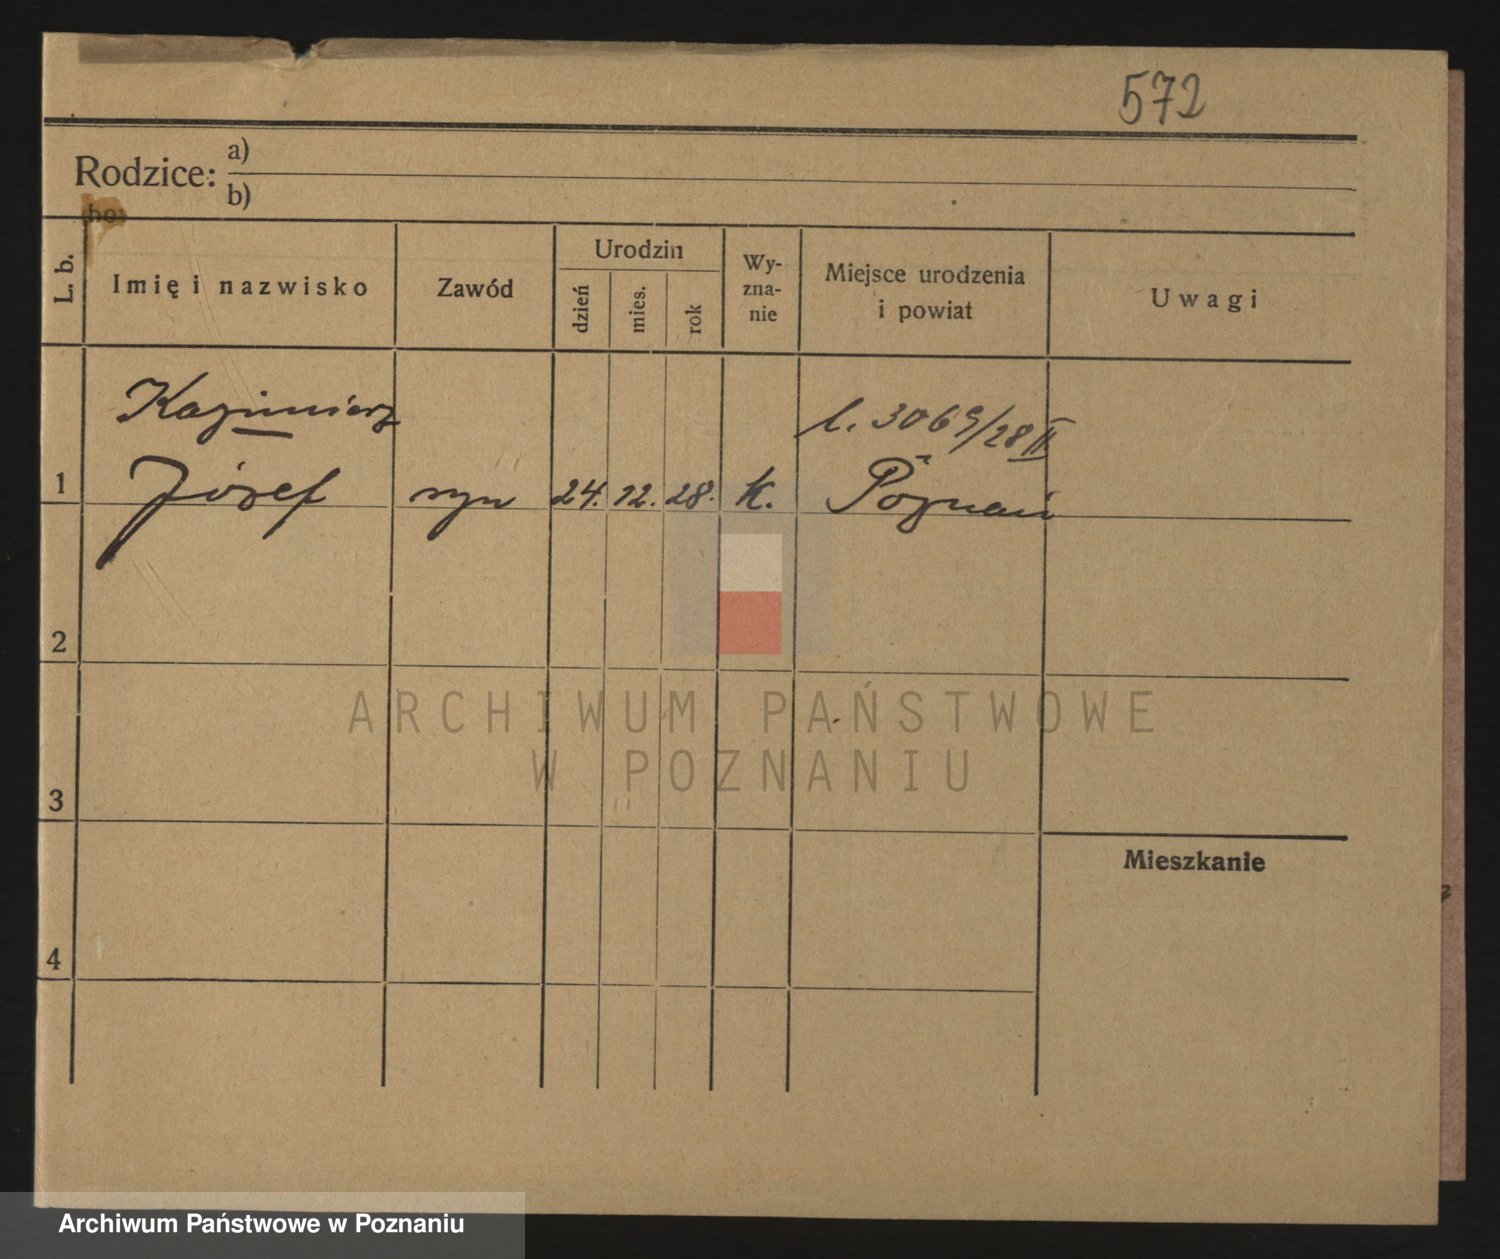 572
Rodzice: a)
b)
L. b.
Imię i nazwisko
Zawód
Urodzin
dzień
mies.
rok
Wy-
zna-
nie
Miejsce urodzenia
i powiat
Uwagi
Kazimierz
l. 3069/28 II
1 Józef syn 24. 12. 28. k. Poznań
2
3
4
Mieszkanie
ARCHIWUM PAŃSTWOWE
W POZNANIU
Archiwum Państwowe w Poznaniu